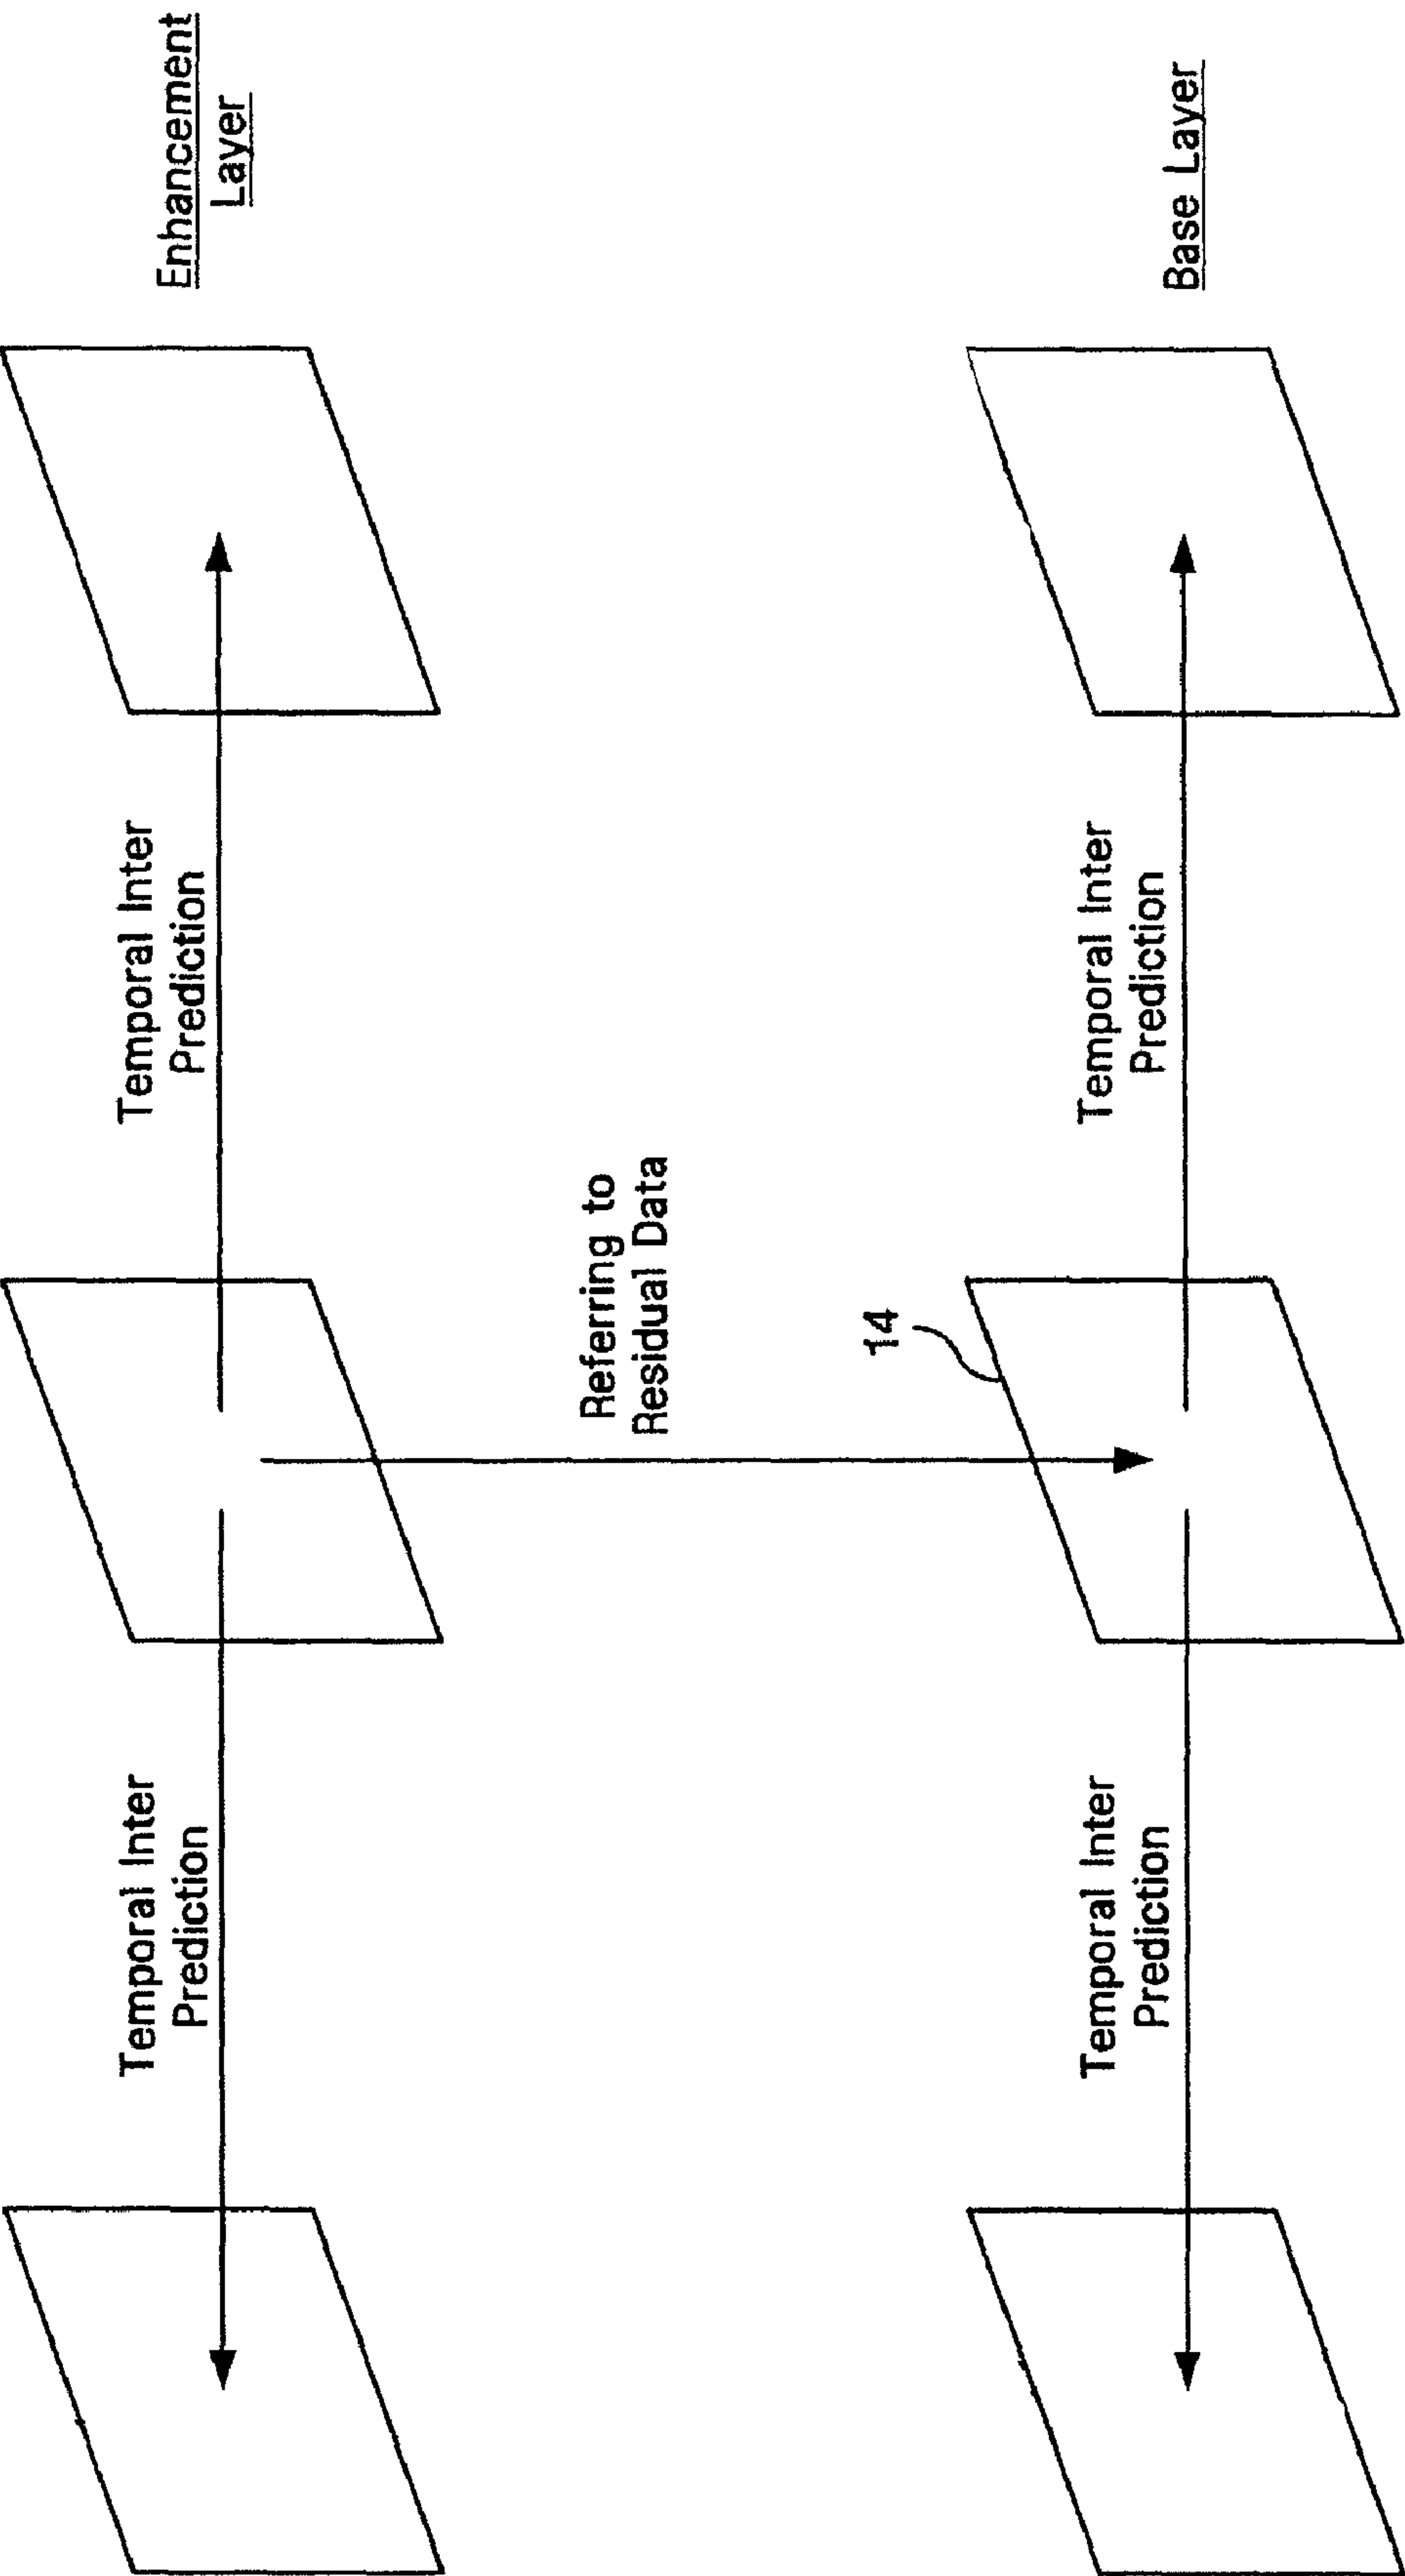 Temporal Inter
Prediction
Temporal Inter
Prediction
Enhancement
Layer
Referring to
Residual Data
14
Temporal Inter
Prediction
Temporal Inter
Prediction
Base Layer